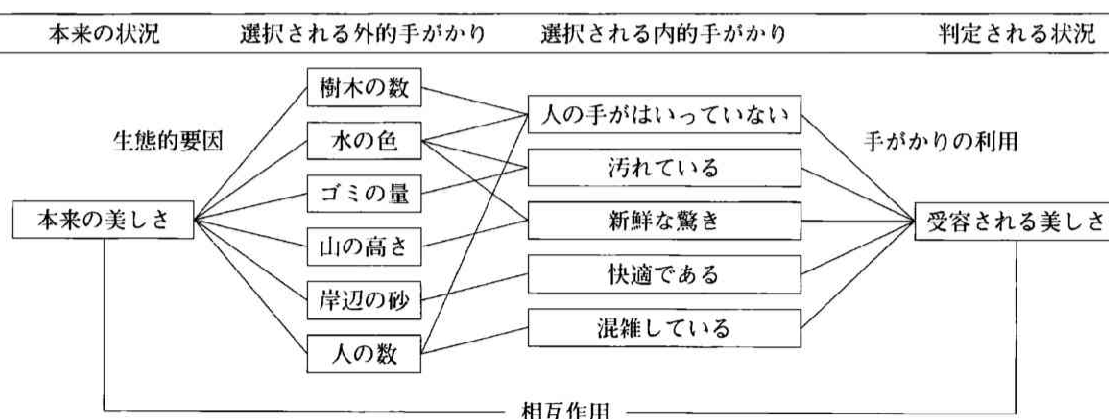 本来の状況 選択される外的手がかり 選択される内的手がかり 判定される状況
樹木の数
人の手がはいっていない
生態的要因
水の色
手がかりの利用
汚れている
ゴミの量
本来の美しさ
新鮮な驚き
受容される美しさ
山の高さ
快適である
岸辺の砂
混雑している
人の数
相互作用